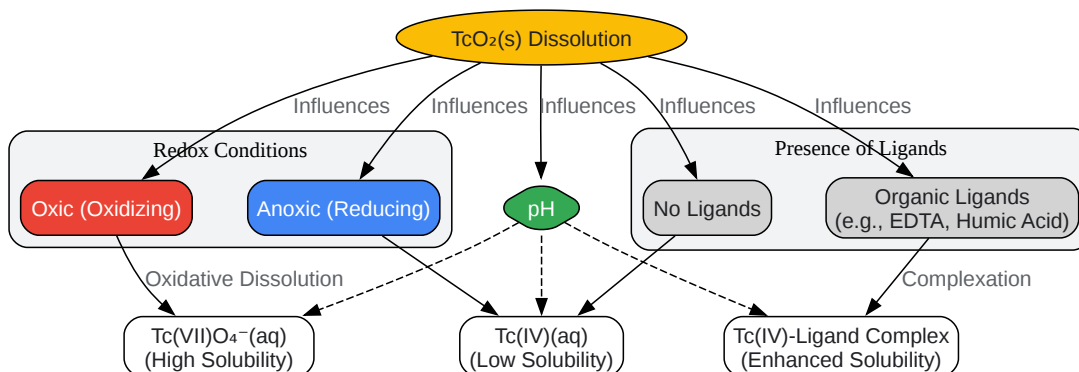 TcO₂(s) Dissolution
Influences
Influences
Influences
Influences
Influences
Redox Conditions
Presence of Ligands
Oxic (Oxidizing)
Anoxic (Reducing)
pH
No Ligands
Organic Ligands
(e.g., EDTA, Humic Acid)
Oxidative Dissolution
Complexation
Tc(VII)O₄⁻(aq)
(High Solubility)
Tc(IV)(aq)
(Low Solubility)
Tc(IV)-Ligand Complex
(Enhanced Solubility)